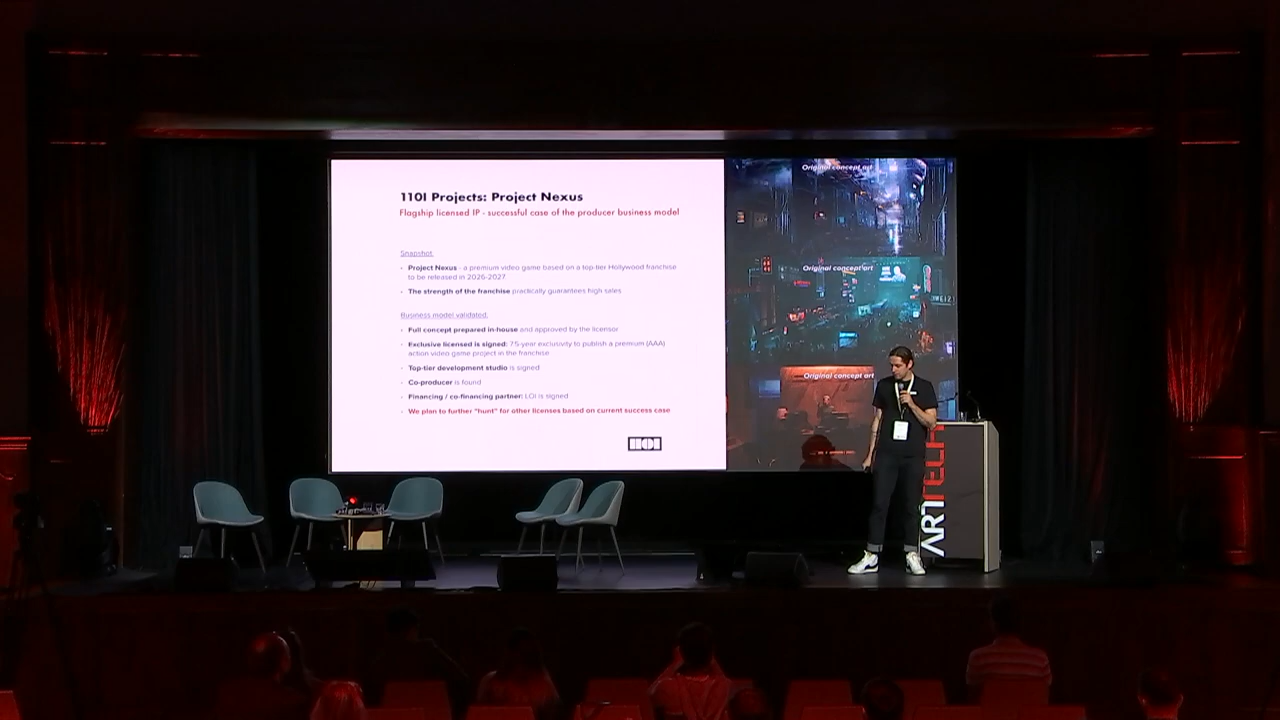 110I Projects: Project Nexus
Flagship licensed IP - successful case of the producer business model
Snapshot:
- Project Nexus - a premium video game based on a top-tier Hollywood franchise
to be released in 2026-2027
- The strength of the franchise practically guarantees high sales
Business model validated:
- Full concept prepared in-house and approved by the licensor
- Exclusive licensed is signed: 7.5-year exclusivity to publish a premium (AAA)
action video game project in the franchise
- Top-tier development studio is signed
- Co-producer is found
- Financing / co-financing partner: LOI is signed
- We plan to further "hunt" for other licenses based on current success case
110I
Original concept art
Original concept art
Original concept art
ARTTECH